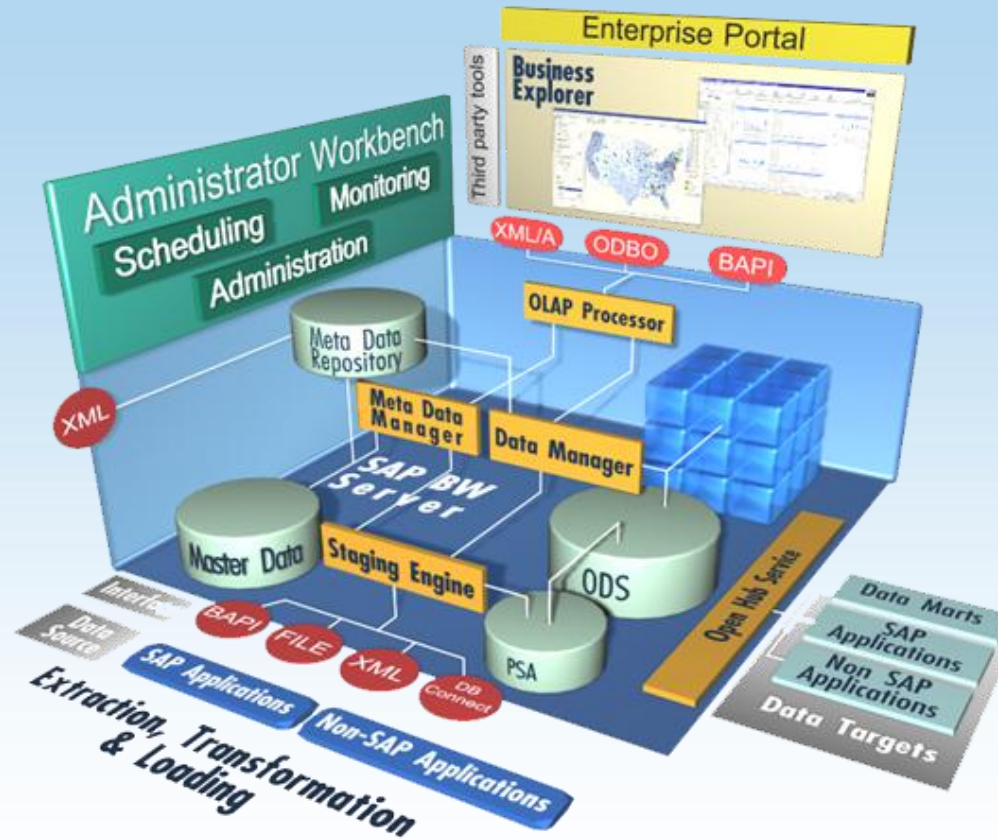 Enterprise Portal
Third party tools
Business
Explorer
Administrator Workbench
Scheduling
Monitoring
Administration
XML/A
ODBO
BAPI
OLAP Processor
Meta Data
Repository
XML
Meta Data
Manager
Data Manager
SAP BW
Server
Master Data
Staging Engine
ODS
PSA
Open Hub Service
Data
Source
BAPI
FILE
XML
DB
Connect
SAP Applications
Non-SAP Applications
Extraction, Transformation
& Loading
Data Marts
SAP
Applications
Non SAP
Applications
Data Targets